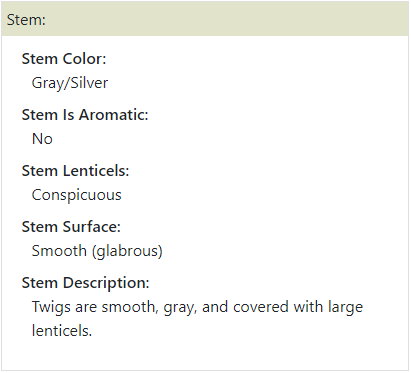 Stem:
Stem Color:
Gray/Silver
Stem Is Aromatic:
No
Stem Lenticels:
Conspicuous
Stem Surface:
Smooth (glabrous)
Stem Description:
Twigs are smooth, gray, and covered with large
lenticels.